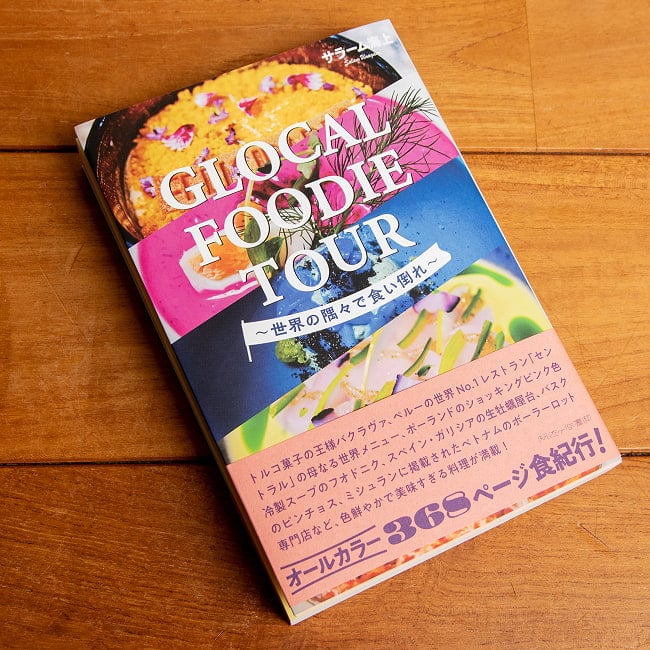 サラーム海上
GLOCAL
FOODIE
TOUR
～世界の隅々で食い倒れ～
トルコ菓子の王様バクラヴァ、ペルーの世界No.1レストラン「セン
トラル」の母なる世界メニュー、ポーランドのショッキングピンク色
冷製スープのフオドニク、スペイン・ガリシアの生牡蠣屋台、バスク
のピンチョス、ミシュランに掲載されたベトナムのボーラーロット
専門店など、色鮮やかで美味すぎる料理が満載！
オールカラー368ページ食紀行！